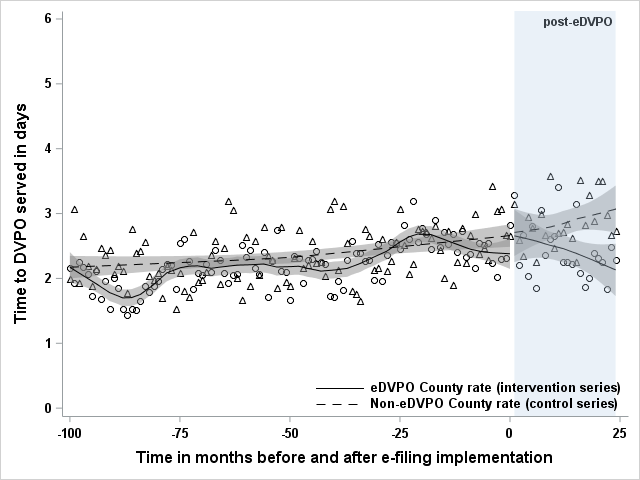 post-eDVPO
Time to DVPO served in days
6
5
4
3
2
1
0
eDVPO County rate (intervention series)
Non-eDVPO County rate (control series)
-100
-75
-50
-25
0
25
Time in months before and after e-filing implementation